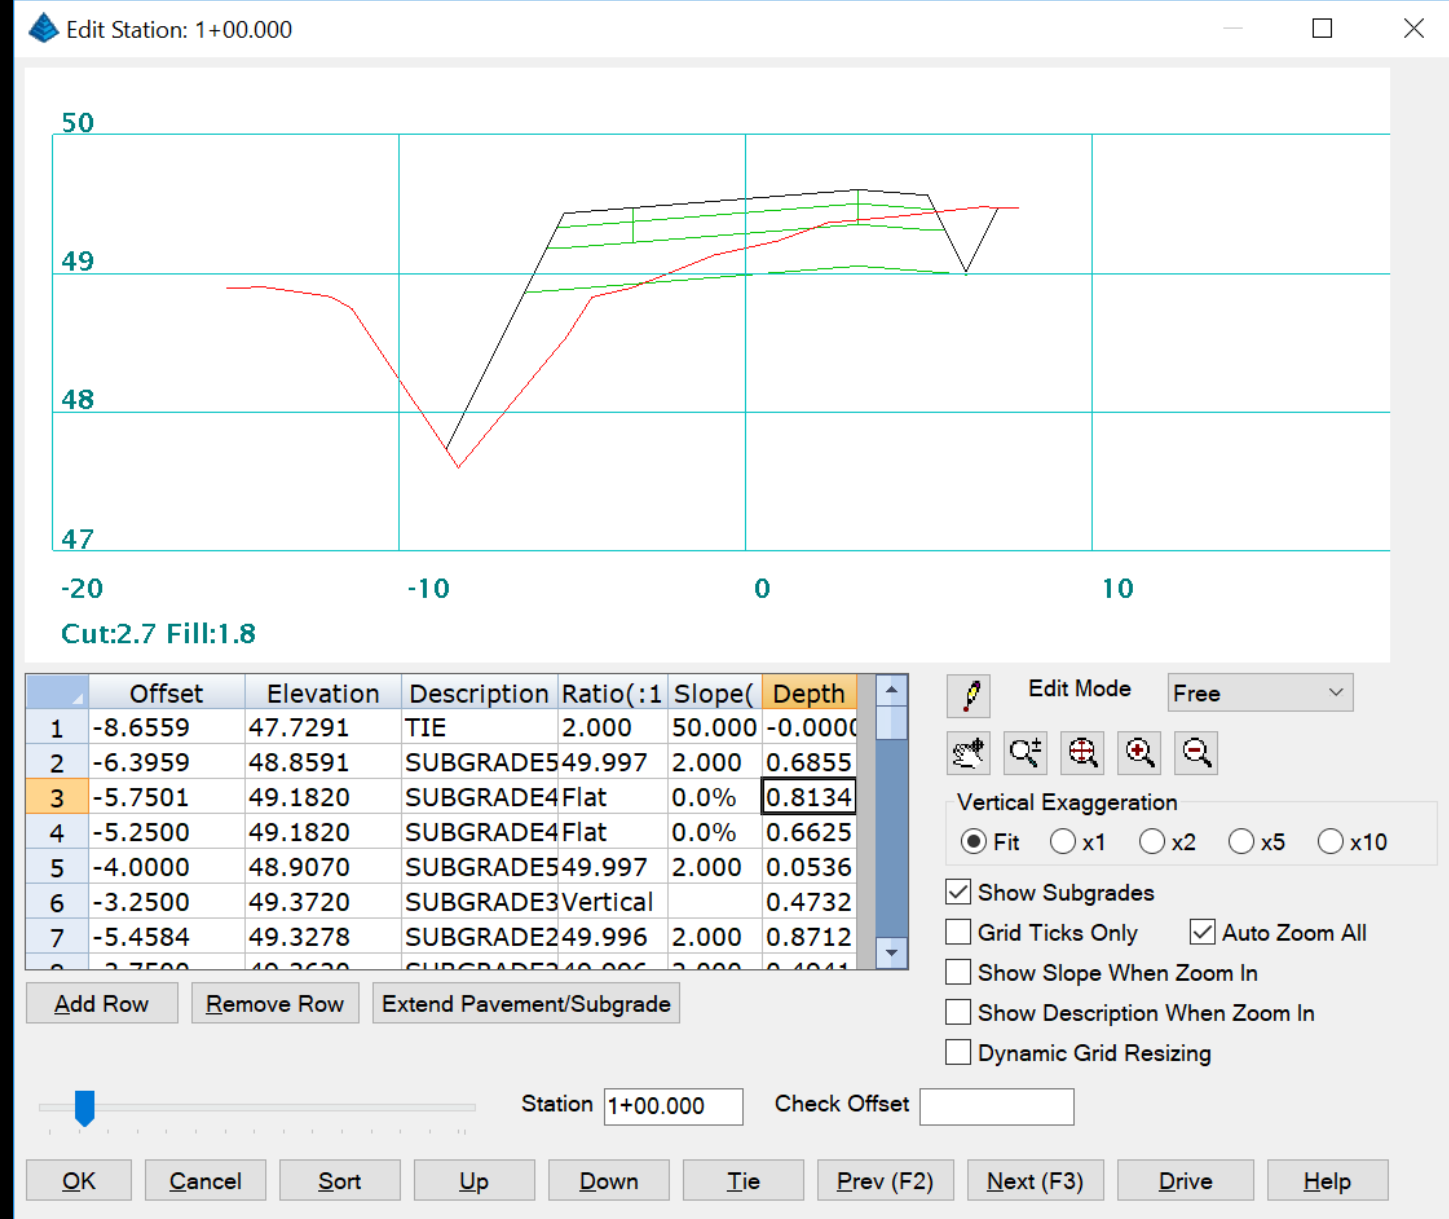 Edit Station: 1+00.000
50
49
48
47
-20 -10 0 10
Cut:2.7 Fill:1.8
Offset Elevation Description Ratio(:1 Slope( Depth
1 -8.6559 47.7291 TIE 2.000 50.000 -0.0000
2 -6.3959 48.8591 SUBGRADE5 49.997 2.000 0.6855
3 -5.7501 49.1820 SUBGRADE4 Flat 0.0% 0.8134
4 -5.2500 49.1820 SUBGRADE4 Flat 0.0% 0.6625
5 -4.0000 48.9070 SUBGRADE5 49.997 2.000 0.0536
6 -3.2500 49.3720 SUBGRADE3 Vertical 0.4732
7 -5.4584 49.3278 SUBGRADE2 49.996 2.000 0.8712
Add Row Remove Row Extend Pavement/Subgrade
Edit Mode Free
Vertical Exaggeration
Fit x1 x2 x5 x10
Show Subgrades
Grid Ticks Only Auto Zoom All
Show Slope When Zoom In
Show Description When Zoom In
Dynamic Grid Resizing
Station 1+00.000 Check Offset
OK Cancel Sort Up Down Tie Prev (F2) Next (F3) Drive Help